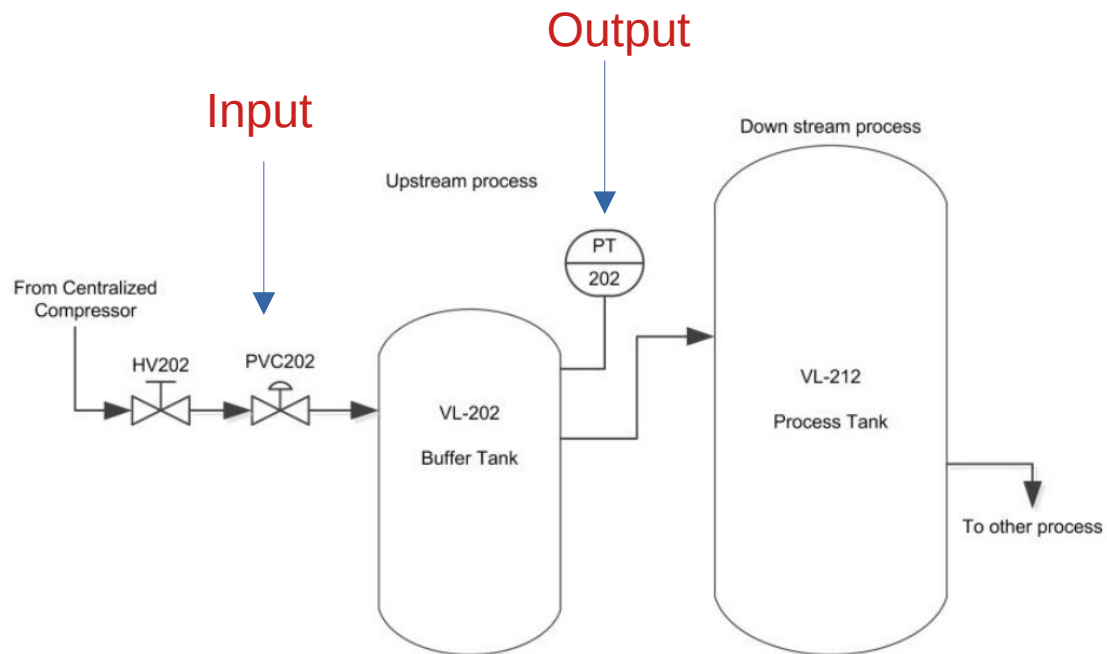 Output
Input
Down stream process
Upstream process
PT
202
From Centralized
Compressor
HV202
PVC202
VL-202
Buffer Tank
VL-212
Process Tank
To other process